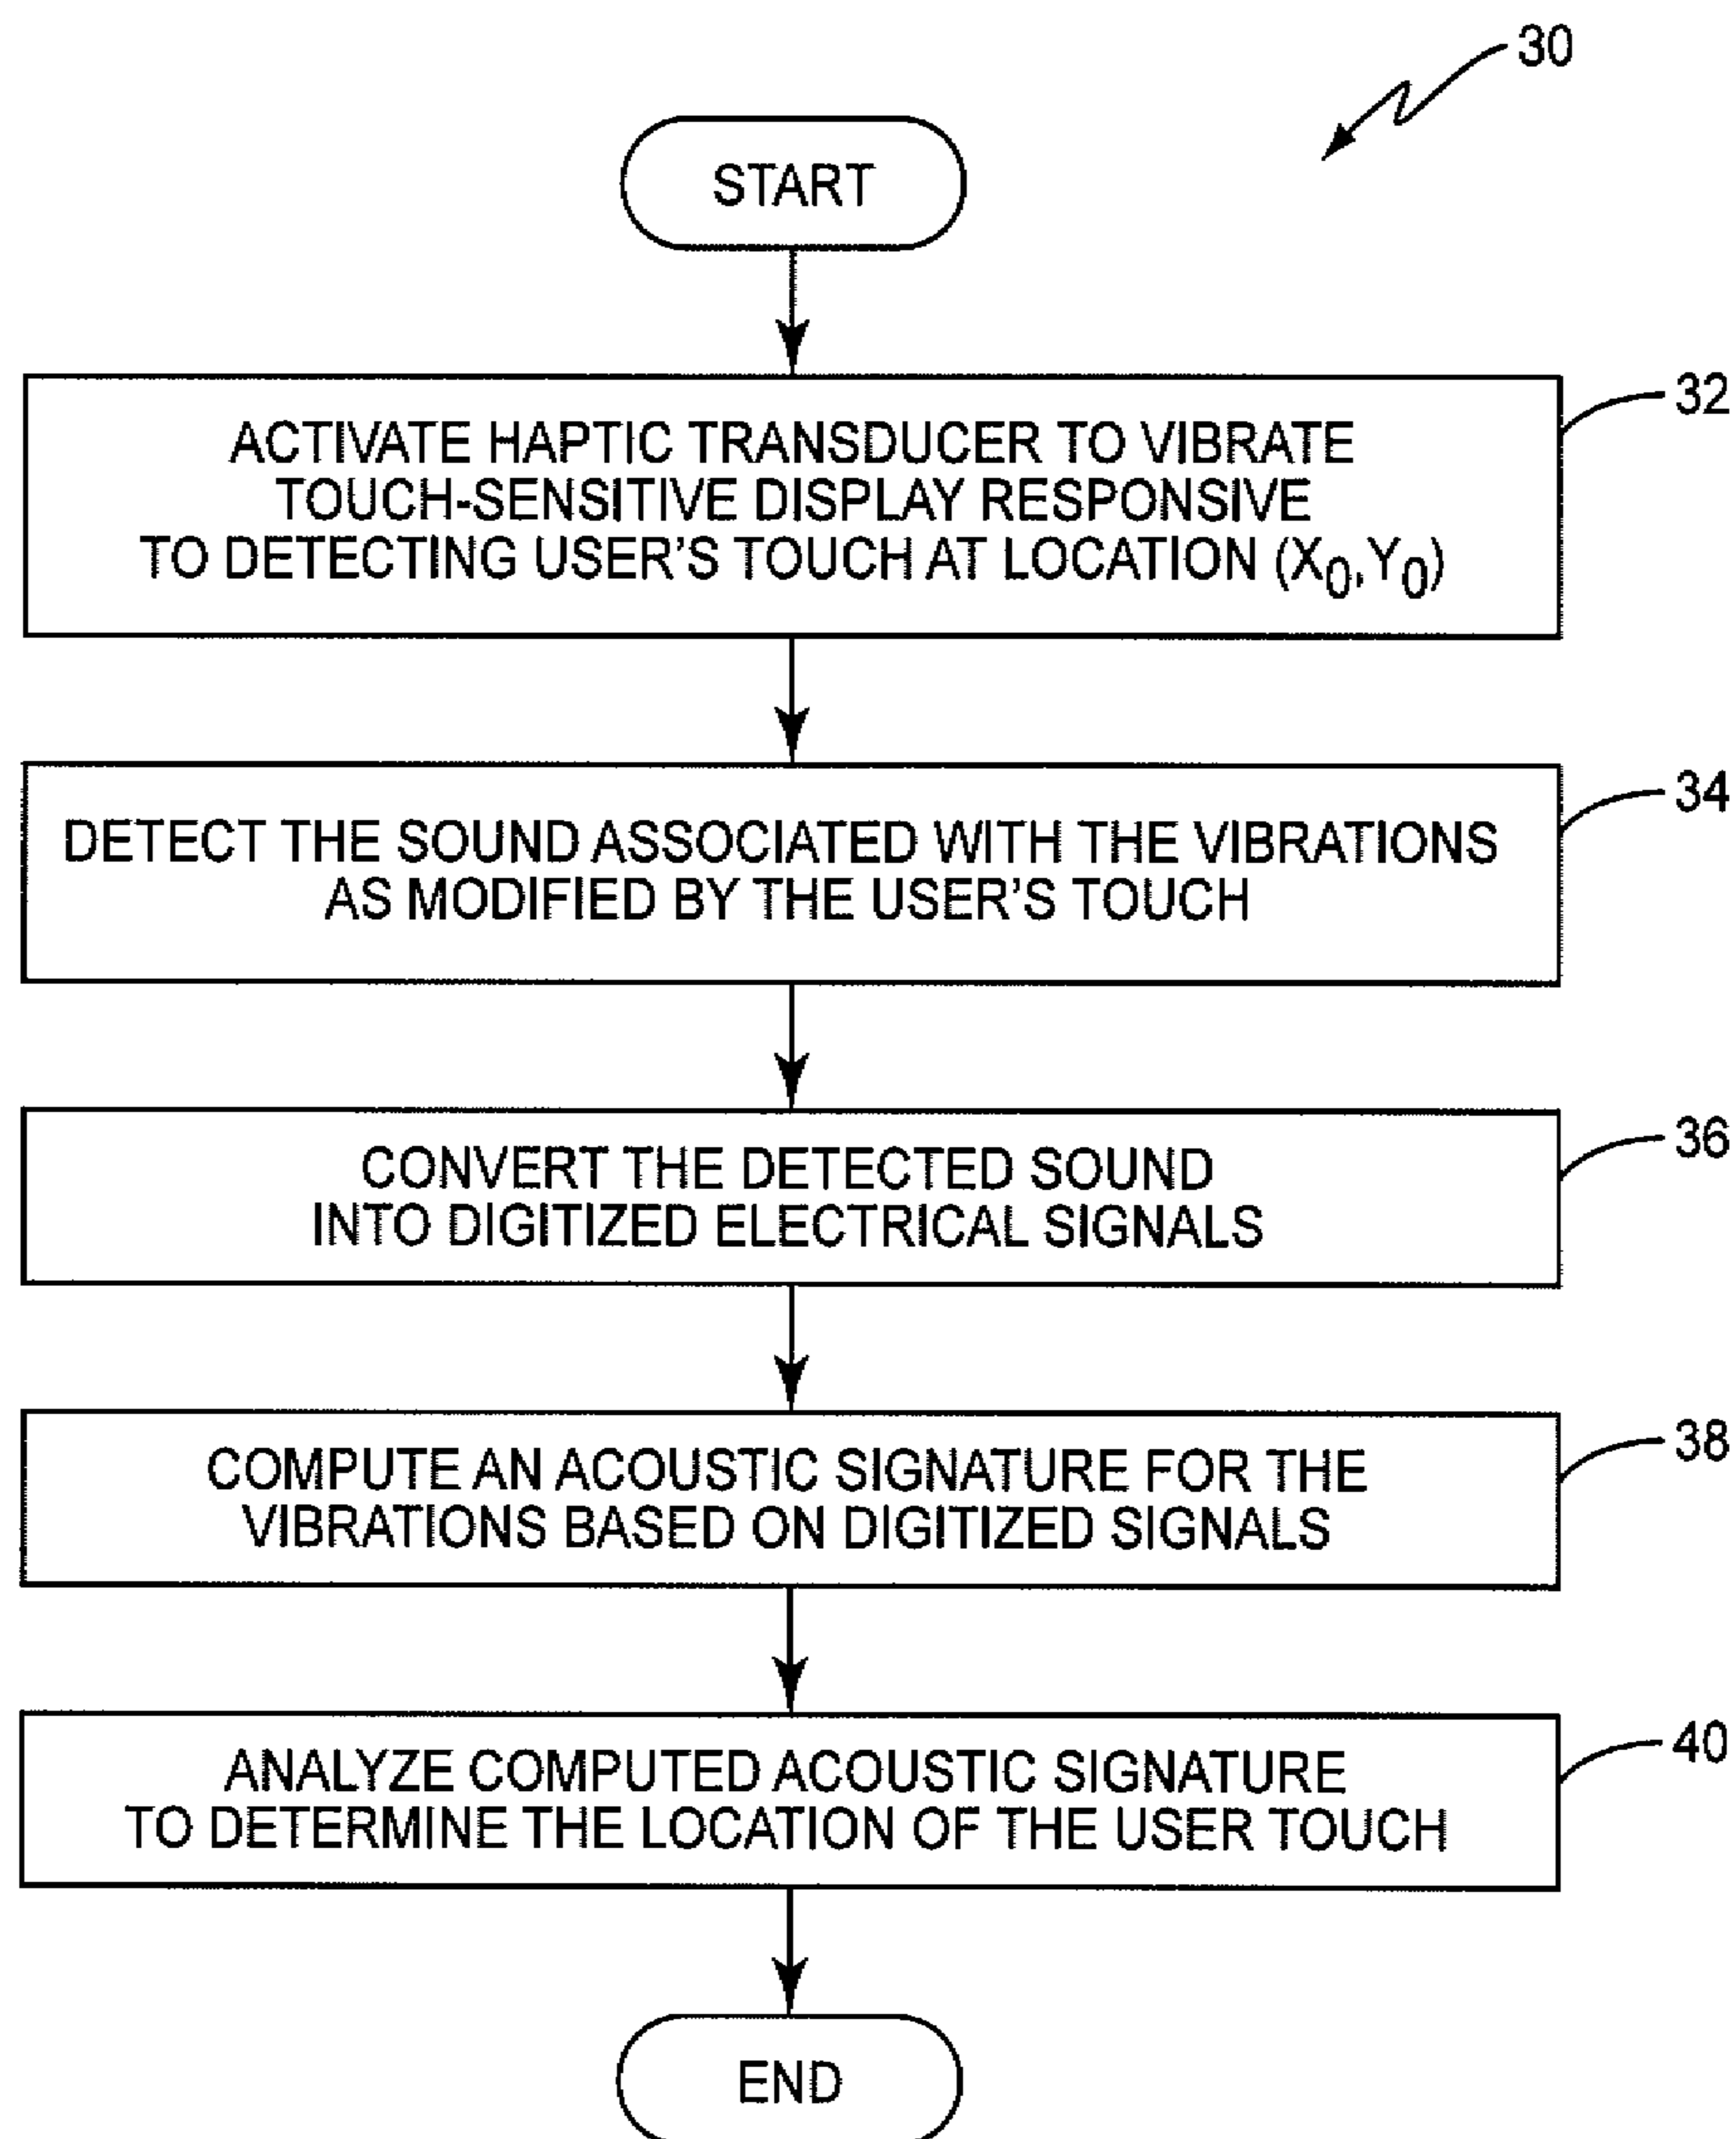 30
START
32
ACTIVATE HAPTIC TRANSDUCER TO VIBRATE
TOUCH-SENSITIVE DISPLAY RESPONSIVE
TO DETECTING USER'S TOUCH AT LOCATION (X₀,Y₀)
34
DETECT THE SOUND ASSOCIATED WITH THE VIBRATIONS
AS MODIFIED BY THE USER'S TOUCH
36
CONVERT THE DETECTED SOUND
INTO DIGITIZED ELECTRICAL SIGNALS
38
COMPUTE AN ACOUSTIC SIGNATURE FOR THE
VIBRATIONS BASED ON DIGITIZED SIGNALS
40
ANALYZE COMPUTED ACOUSTIC SIGNATURE
TO DETERMINE THE LOCATION OF THE USER TOUCH
END